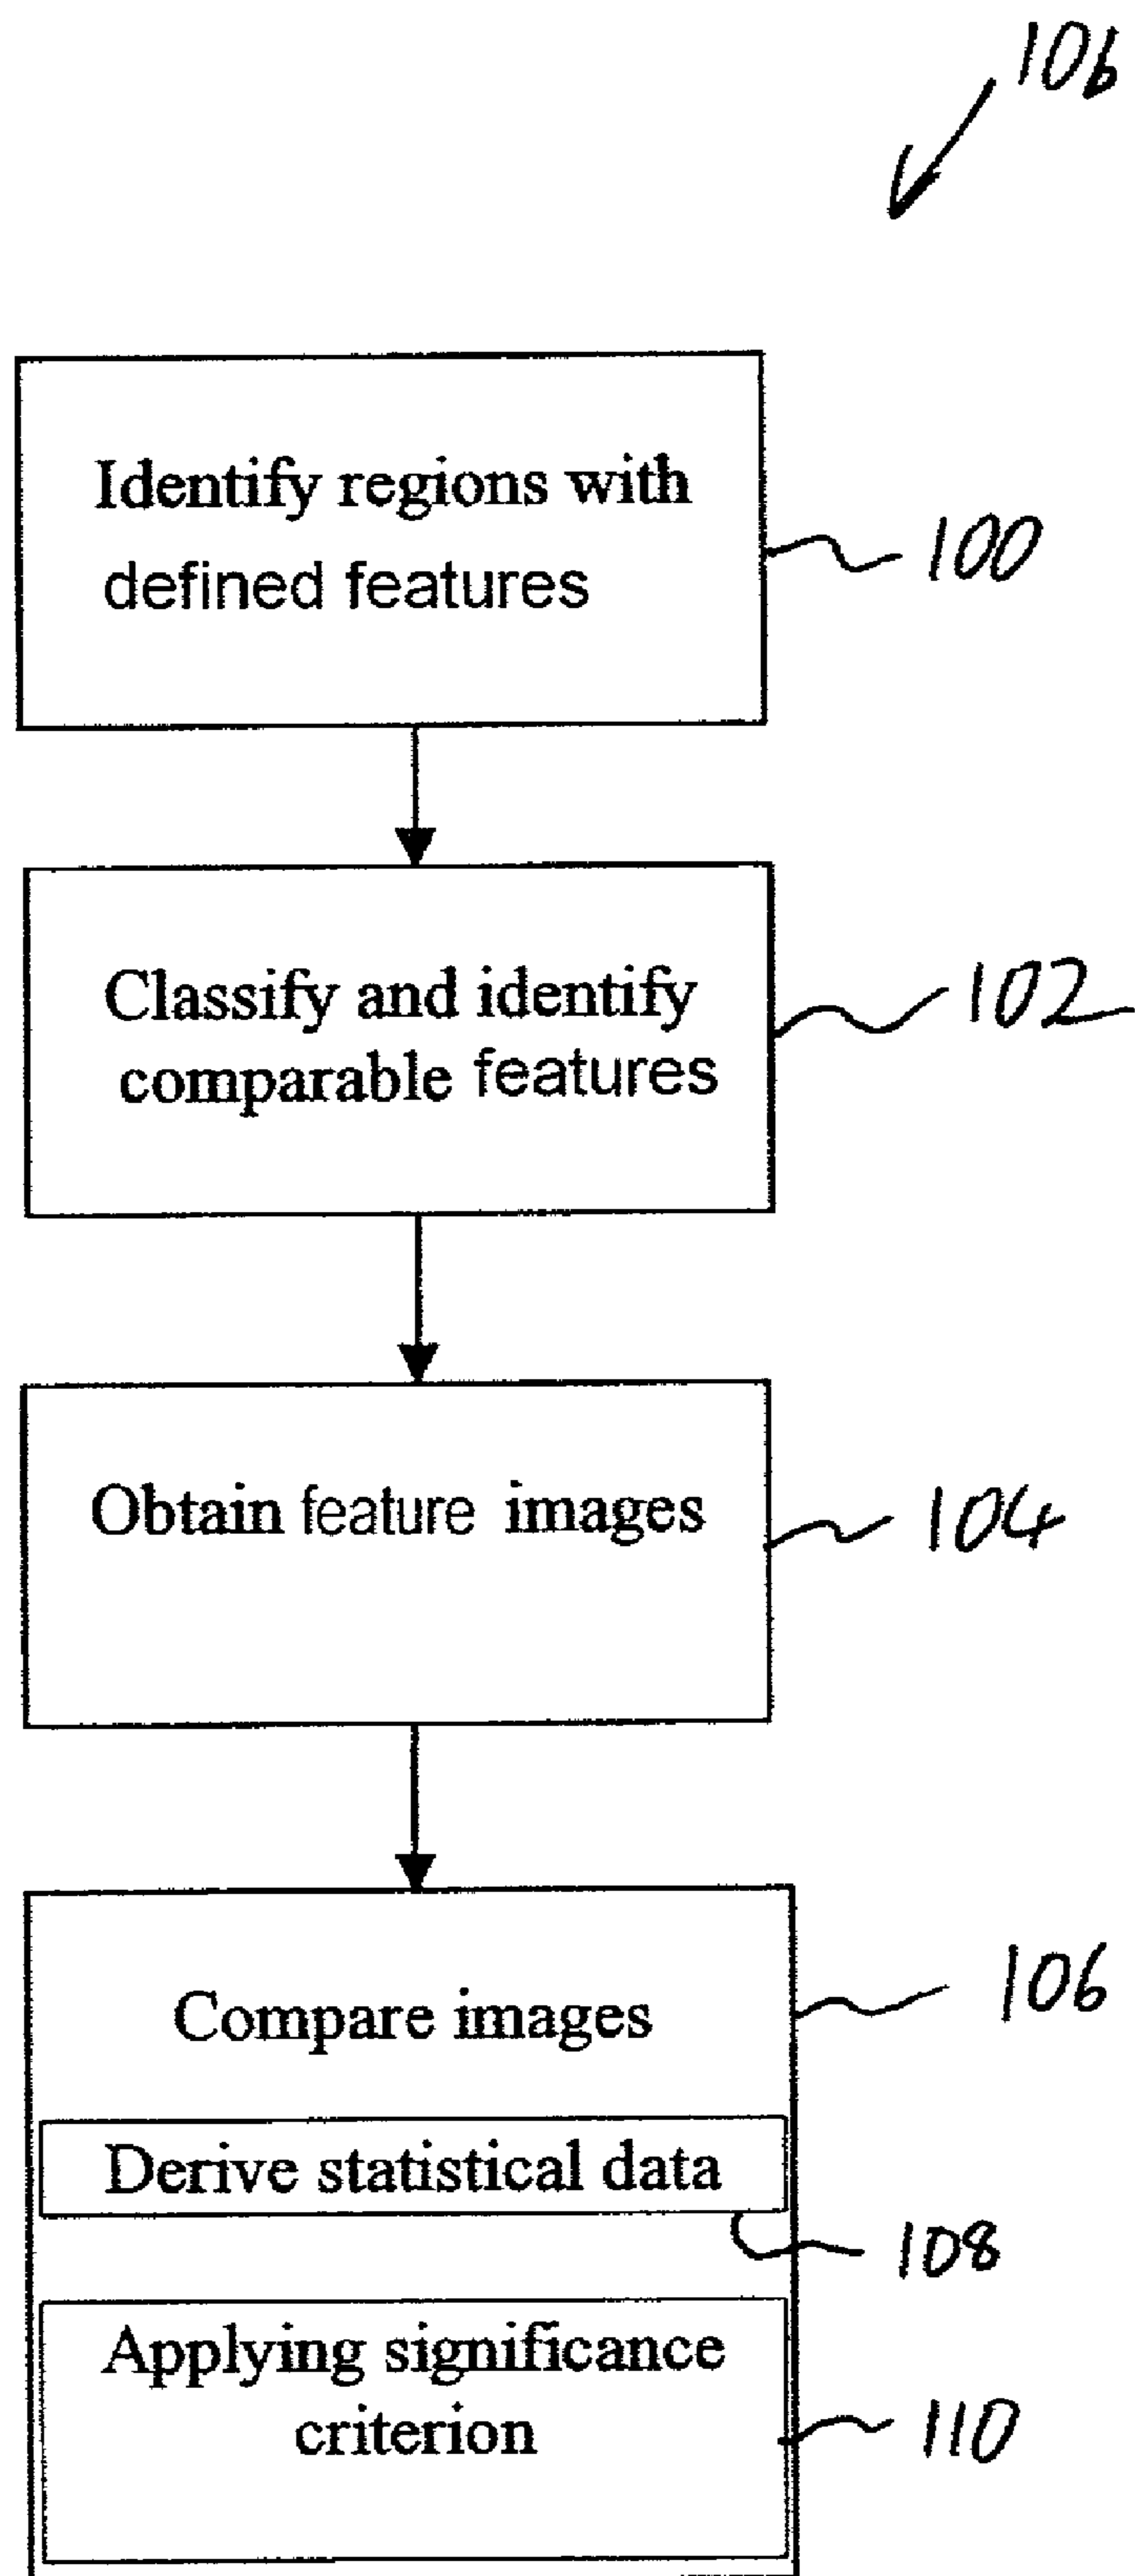 106
Identify regions with
defined features
100
Classify and identify
comparable features
102
Obtain feature images
104
Compare images
106
Derive statistical data
108
Applying significance
criterion
110